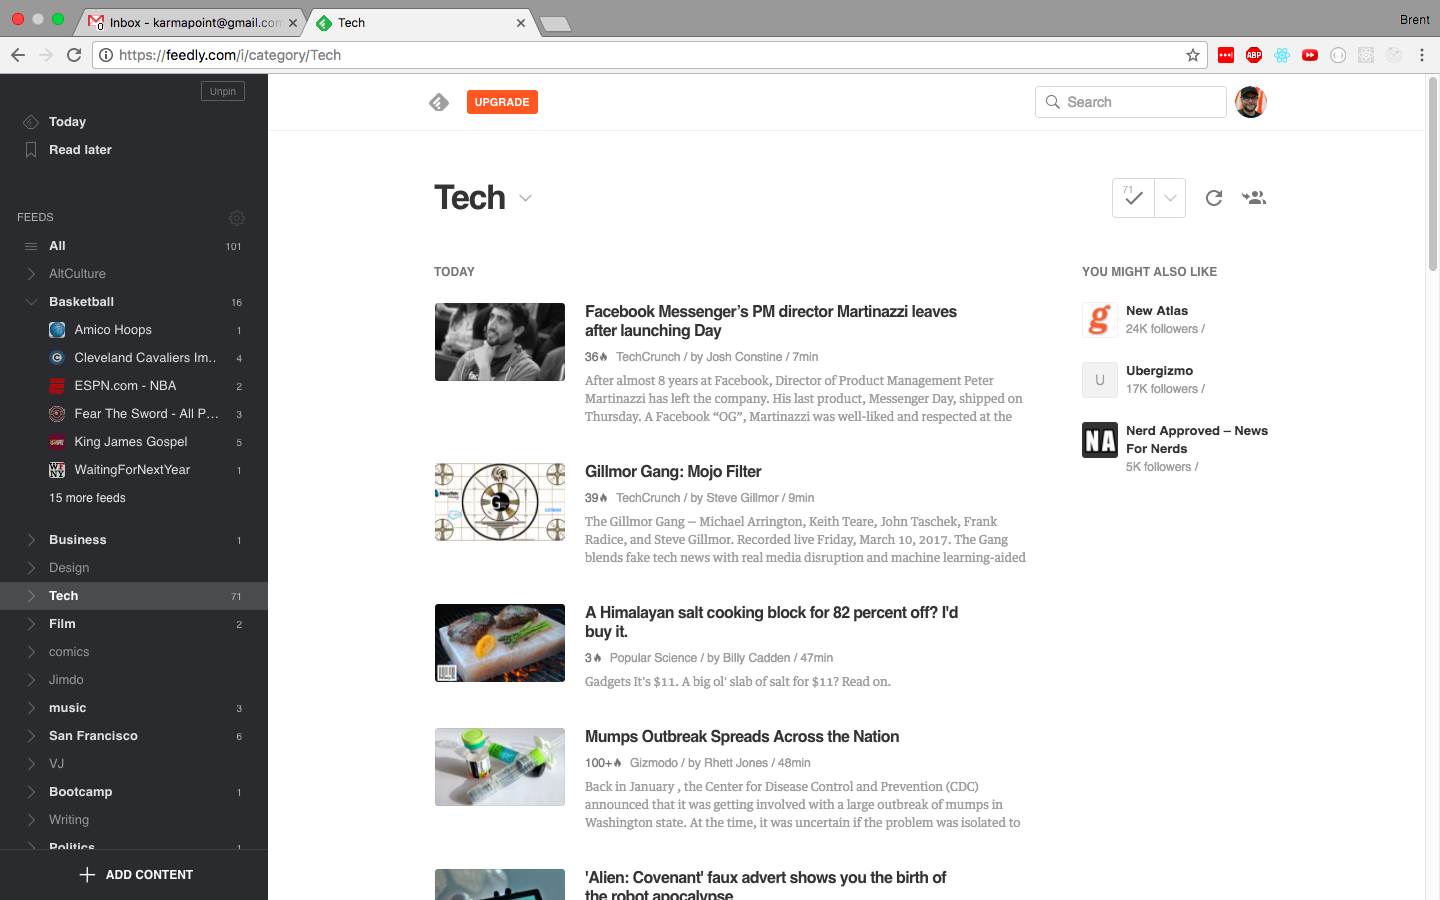 Inbox - karmapoint@gmail.com
Tech
Brent
https://feedly.com/i/category/Tech
ABP
Unpin
Today
Read later
FEEDS
All 101
AltCulture
Basketball 16
Amico Hoops 1
Cleveland Cavaliers Im.. 4
ESPN.com - NBA 2
Fear The Sword - All P... 3
King James Gospel 5
WaitingForNextYear 1
15 more feeds
Business 1
Design
Tech 71
Film 2
comics
Jimdo
music 3
San Francisco 6
VJ
Bootcamp 1
Writing
Politics 1
ADD CONTENT
UPGRADE
Search
Tech
71
TODAY
Facebook Messenger's PM director Martinazzi leaves
after launching Day
36 TechCrunch / by Josh Constine / 7min
After almost 8 years at Facebook, Director of Product Management Peter
Martinazzi has left the company. His last product, Messenger Day, shipped on
Thursday. A Facebook “OG”, Martinazzi was well-liked and respected at the
Gillmor Gang: Mojo Filter
39 TechCrunch / by Steve Gillmor / 9min
The Gillmor Gang — Michael Arrington, Keith Teare, John Taschek, Frank
Radice, and Steve Gillmor. Recorded live Friday, March 10, 2017. The Gang
blends fake tech news with real media disruption and machine learning-aided
A Himalayan salt cooking block for 82 percent off? I'd
buy it.
3 Popular Science / by Billy Cadden / 47min
Gadgets It's $11. A big ol' slab of salt for $11? Read on.
Mumps Outbreak Spreads Across the Nation
100+ Gizmodo / by Rhett Jones / 48min
Back in January , the Center for Disease Control and Prevention (CDC)
announced that it was getting involved with a large outbreak of mumps in
Washington state. At the time, it was uncertain if the problem was isolated to
'Alien: Covenant' faux advert shows you the birth of
the robot apocalypse
YOU MIGHT ALSO LIKE
g
New Atlas
24K followers /
U
Ubergizmo
17K followers /
NA
Nerd Approved – News
For Nerds
5K followers /